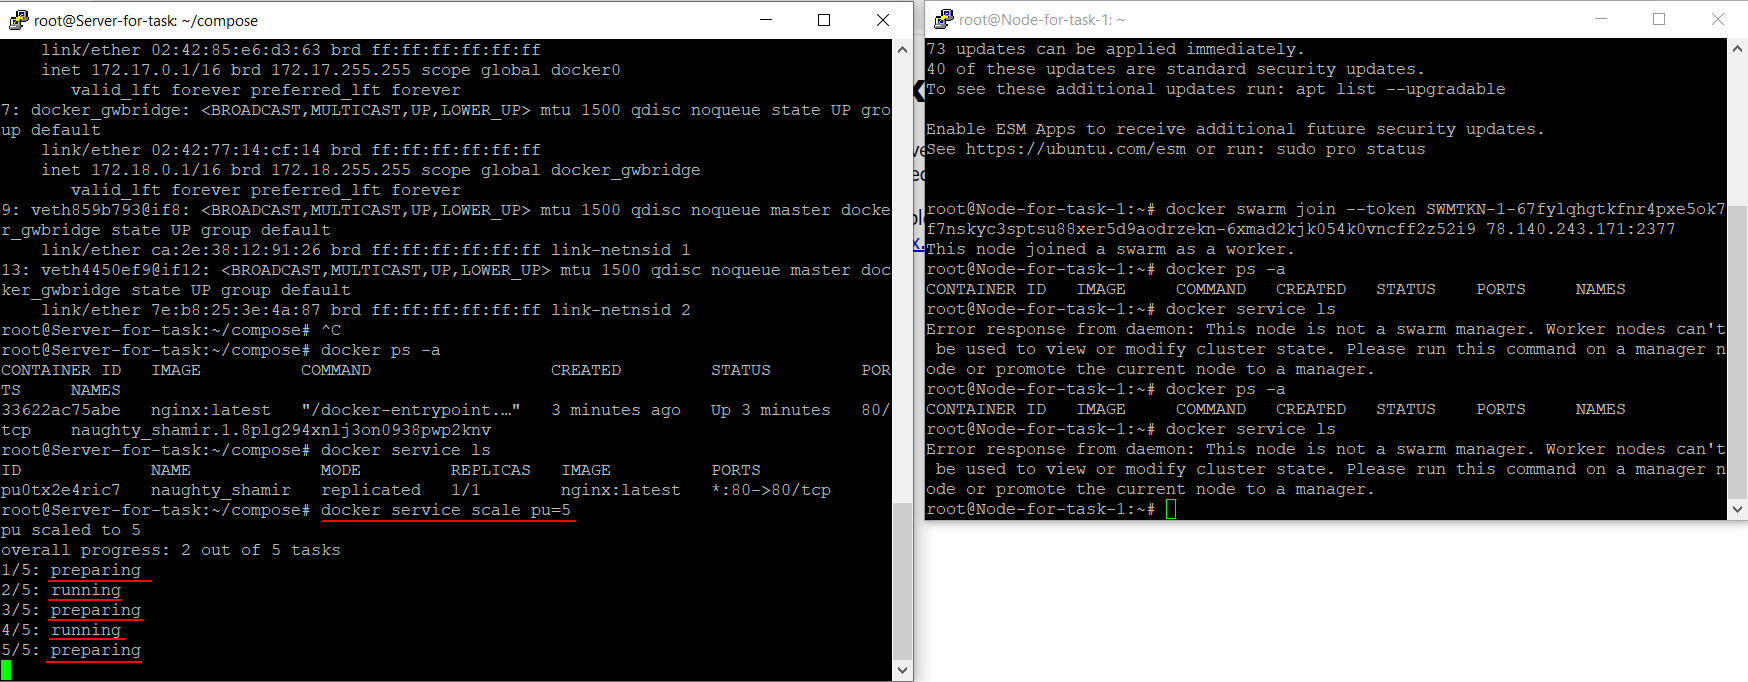 root@Server-for-task: ~/compose
    link/ether 02:42:85:e6:d3:63 brd ff:ff:ff:ff:ff:ff
    inet 172.17.0.1/16 brd 172.17.255.255 scope global docker0
       valid_lft forever preferred_lft forever
7: docker_gwbridge: <BROADCAST,MULTICAST,UP,LOWER_UP> mtu 1500 qdisc noqueue state UP gro
up default
    link/ether 02:42:77:14:cf:14 brd ff:ff:ff:ff:ff:ff
    inet 172.18.0.1/16 brd 172.18.255.255 scope global docker_gwbridge
       valid_lft forever preferred_lft forever
9: veth859b793@if8: <BROADCAST,MULTICAST,UP,LOWER_UP> mtu 1500 qdisc noqueue master docke
r_gwbridge state UP group default
    link/ether ca:2e:38:12:91:26 brd ff:ff:ff:ff:ff:ff link-netnsid 1
13: veth4450ef9@if12: <BROADCAST,MULTICAST,UP,LOWER_UP> mtu 1500 qdisc noqueue master doc
ker_gwbridge state UP group default
    link/ether 7e:b8:25:3e:4a:87 brd ff:ff:ff:ff:ff:ff link-netnsid 2
root@Server-for-task:~/compose# ^C
root@Server-for-task:~/compose# docker ps -a
CONTAINER ID   IMAGE          COMMAND                  CREATED         STATUS         POR
TS     NAMES
33622ac75abe   nginx:latest   "/docker-entrypoint.…"   3 minutes ago   Up 3 minutes   80/
tcp    naughty_shamir.1.8plg294xnlj3on0938pwp2knv
root@Server-for-task:~/compose# docker service ls
ID             NAME             MODE         REPLICAS   IMAGE          PORTS
pu0tx2e4ric7   naughty_shamir   replicated   1/1        nginx:latest   *:80->80/tcp
root@Server-for-task:~/compose# docker service scale pu=5
pu scaled to 5
overall progress: 2 out of 5 tasks
1/5: preparing
2/5: running
3/5: preparing
4/5: running
5/5: preparing
root@Node-for-task-1: ~
73 updates can be applied immediately.
40 of these updates are standard security updates.
To see these additional updates run: apt list --upgradable
Enable ESM Apps to receive additional future security updates.
See https://ubuntu.com/esm or run: sudo pro status
root@Node-for-task-1:~# docker swarm join --token SWMTKN-1-67fylqhgtkfnr4pxe5ok7
f7nskyc3sptsu88xer5d9aodrzekn-6xmad2kjk054k0vncff2z52i9 78.140.243.171:2377
This node joined a swarm as a worker.
root@Node-for-task-1:~# docker ps -a
CONTAINER ID   IMAGE     COMMAND   CREATED   STATUS    PORTS     NAMES
root@Node-for-task-1:~# docker service ls
Error response from daemon: This node is not a swarm manager. Worker nodes can't
 be used to view or modify cluster state. Please run this command on a manager n
ode or promote the current node to a manager.
root@Node-for-task-1:~# docker ps -a
CONTAINER ID   IMAGE     COMMAND   CREATED   STATUS    PORTS     NAMES
root@Node-for-task-1:~# docker service ls
Error response from daemon: This node is not a swarm manager. Worker nodes can't
 be used to view or modify cluster state. Please run this command on a manager n
ode or promote the current node to a manager.
root@Node-for-task-1:~#